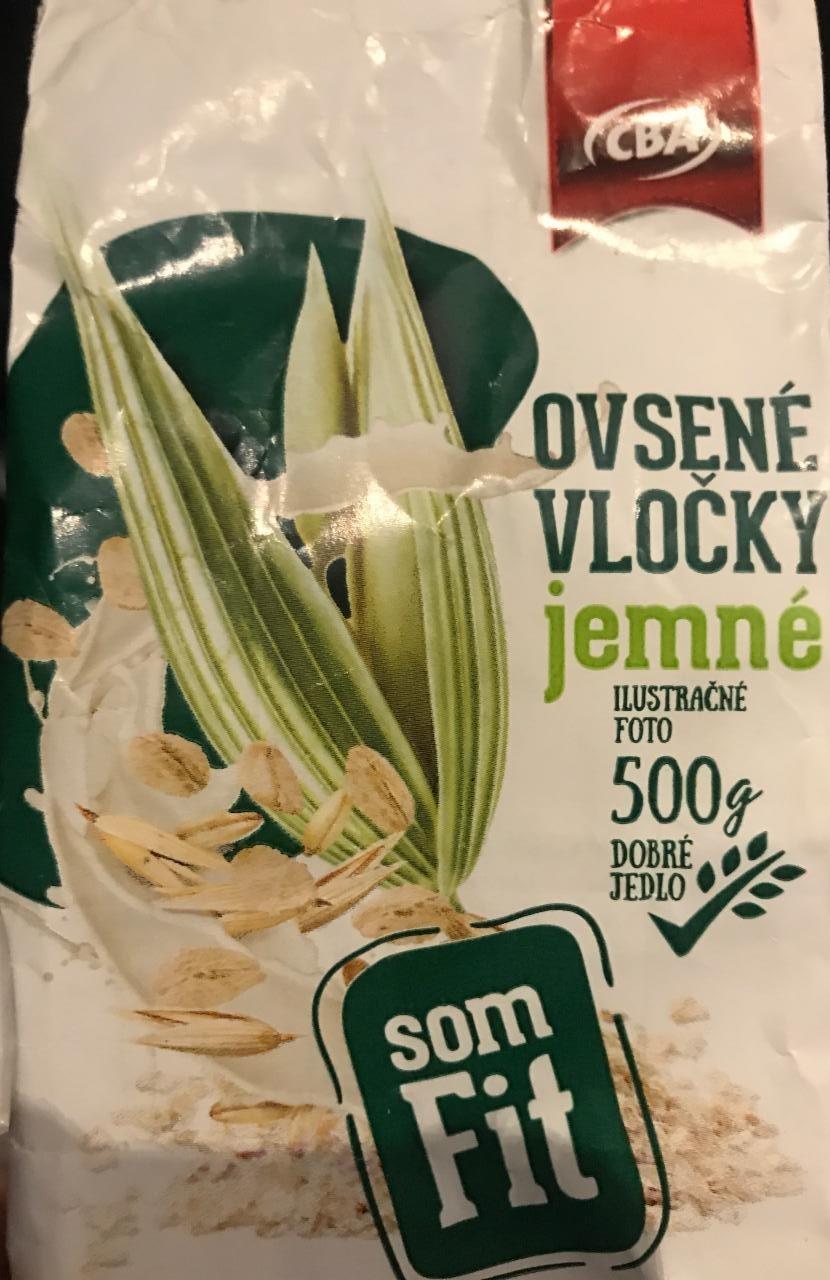 CBA
OVSENÉ
VLOČKY
jemné
ILUSTRAČNÉ
FOTO
500g
DOBRÉ
JEDLO
som
Fit